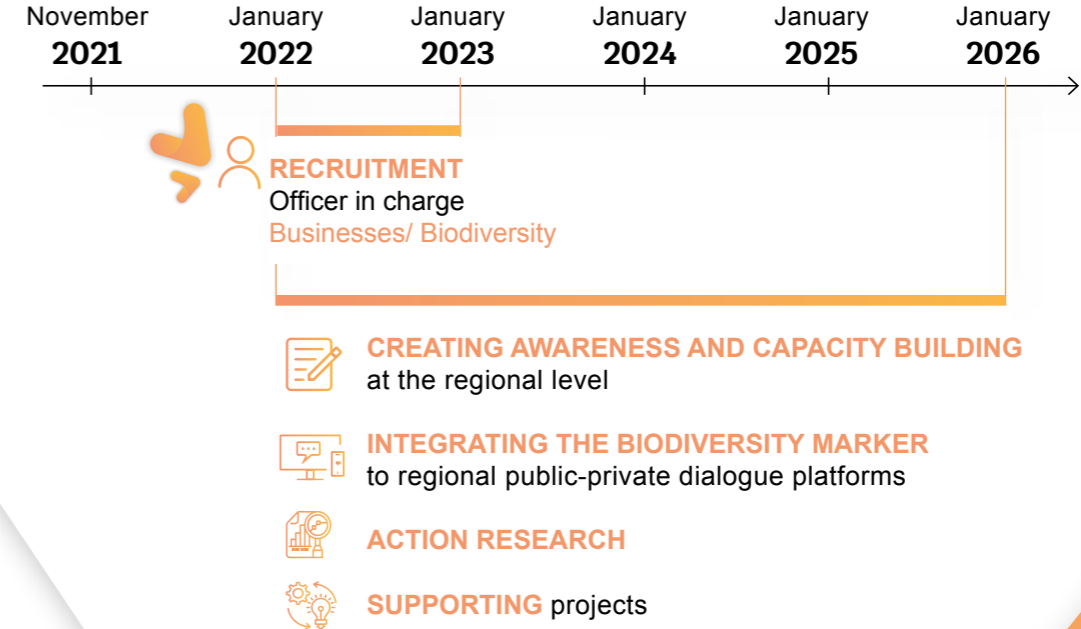 November January January January January January
2021 2022 2023 2024 2025 2026
RECRUITMENT
Officer in charge
Businesses/ Biodiversity
CREATING AWARENESS AND CAPACITY BUILDING
at the regional level
INTEGRATING THE BIODIVERSITY MARKER
to regional public-private dialogue platforms
ACTION RESEARCH
SUPPORTING projects